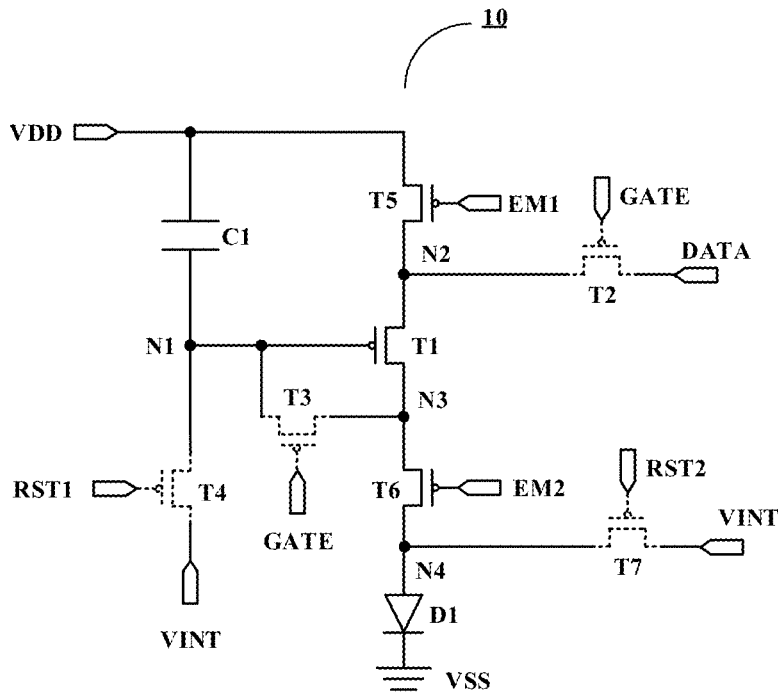 10
VDD
T5
EM1
GATE
C1
N2
DATA
T2
N1
T1
T3
N3
RST1
T4
T6
EM2
RST2
GATE
VINT
N4
T7
VINT
D1
VSS